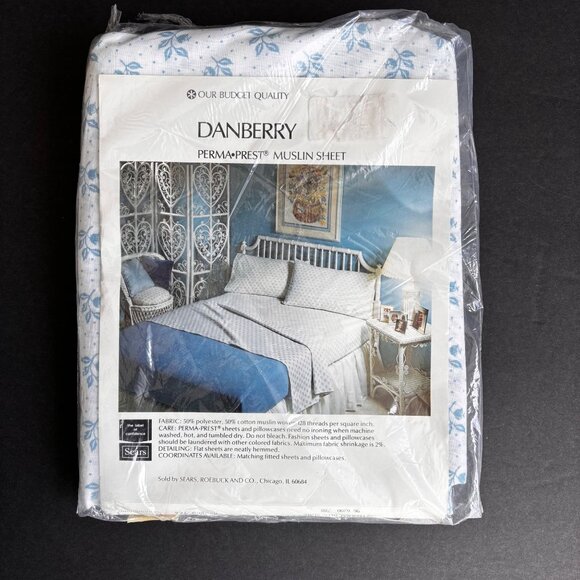 OUR BUDGET QUALITY
DANBERRY
PERMA•PREST® MUSLIN SHEET
FABRIC: 50% polyester, 50% cotton muslin woven 128 threads per square inch.
CARE: PERMA-PREST® sheets and pillowcases need no ironing when machine
washed, hot, and tumbled dry. Do not bleach. Fashion sheets and pillowcases
should be laundered with other colored fabrics. Maximum fabric shrinkage is 2%.
DETAILING: Flat sheets are neatly hemmed.
COORDINATES AVAILABLE: Matching fitted sheets and pillowcases.
the label
of
confidence
Sears
Sold by SEARS, ROEBUCK AND CO., Chicago, IL 60684